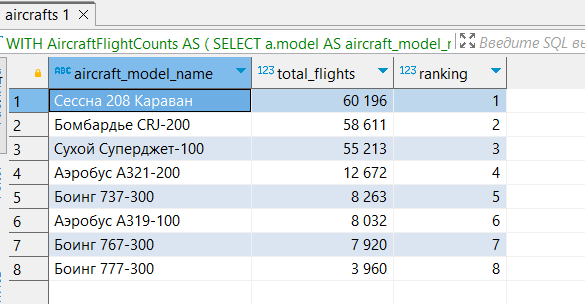 aircrafts 1
WITH AircraftFlightCounts AS ( SELECT a.model AS aircraft_model_ Введите SQL
ABC aircraft_model_name 123 total_flights 123 ranking
1 Сессна 208 Караван 60 196 1
2 Бомбардье CRJ-200 58 611 2
3 Сухой Суперджет-100 55 213 3
4 Аэробус A321-200 12 672 4
5 Боинг 737-300 8 263 5
6 Аэробус A319-100 8 032 6
7 Боинг 767-300 7 920 7
8 Боинг 777-300 3 960 8